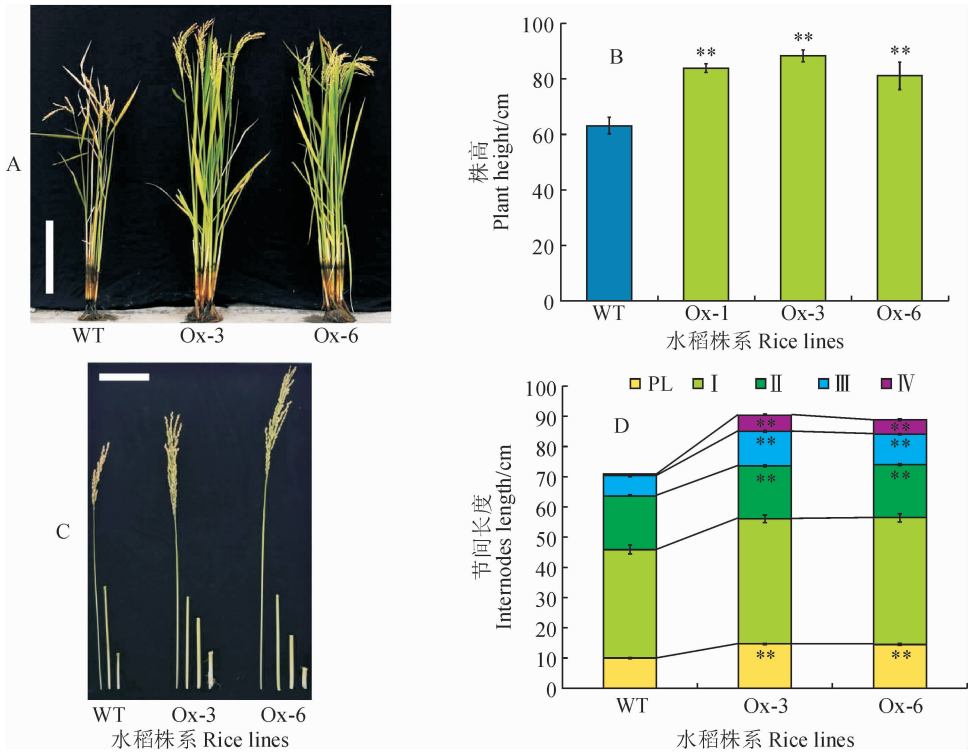 A
WT
Ox-3
Ox-6
B
株高
Plant height/cm
100
80
60
40
20
0
**
**
**
WT
Ox-1
Ox-3
Ox-6
水稻株系 Rice lines
C
WT
Ox-3
Ox-6
水稻株系 Rice lines
D
PL
Ⅰ
Ⅱ
Ⅲ
Ⅳ
节间长度/cm
Internodes length/cm
100
90
80
70
60
50
40
30
20
10
0
**
**
**
**
**
**
**
**
WT
Ox-3
Ox-6
水稻株系 Rice lines